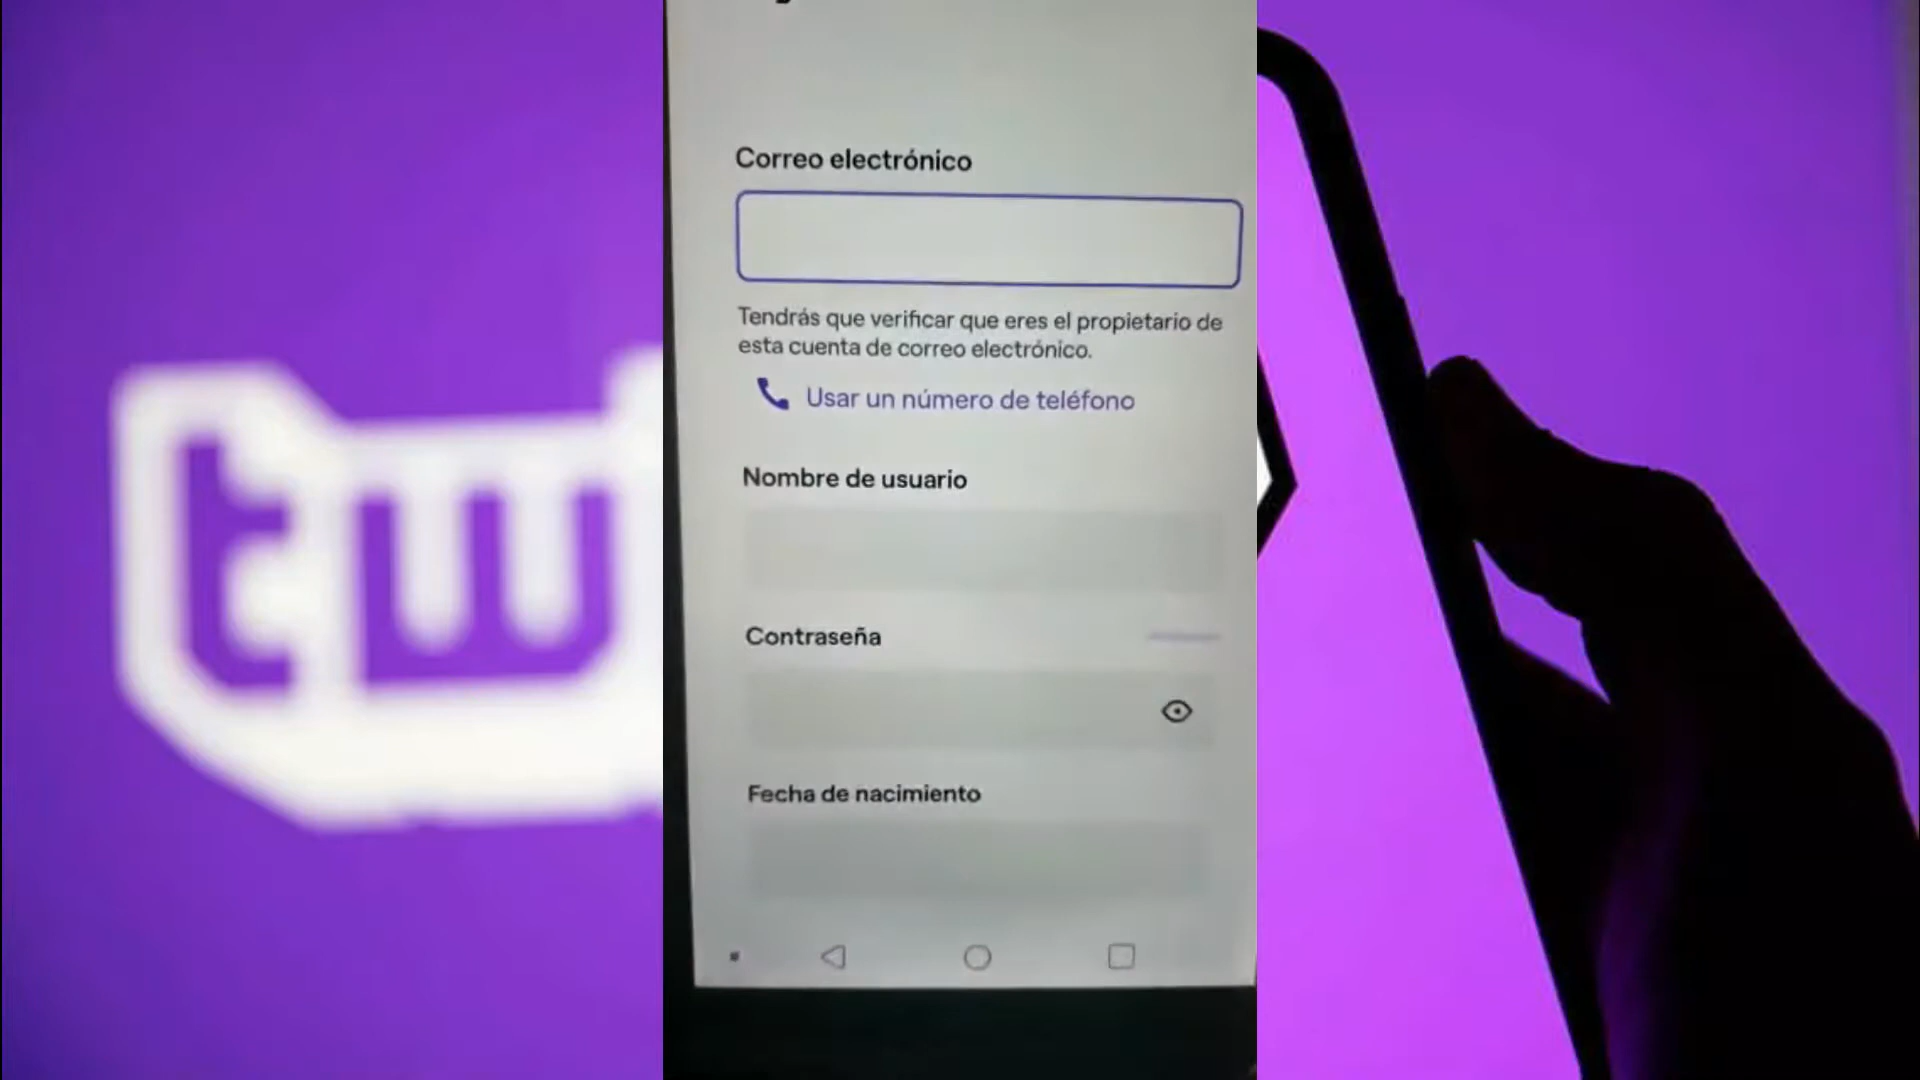 Correo electrónico
Tendrás que verificar que eres el propietario de
esta cuenta de correo electrónico.
Usar un número de teléfono
Nombre de usuario
Contraseña
Fecha de nacimiento